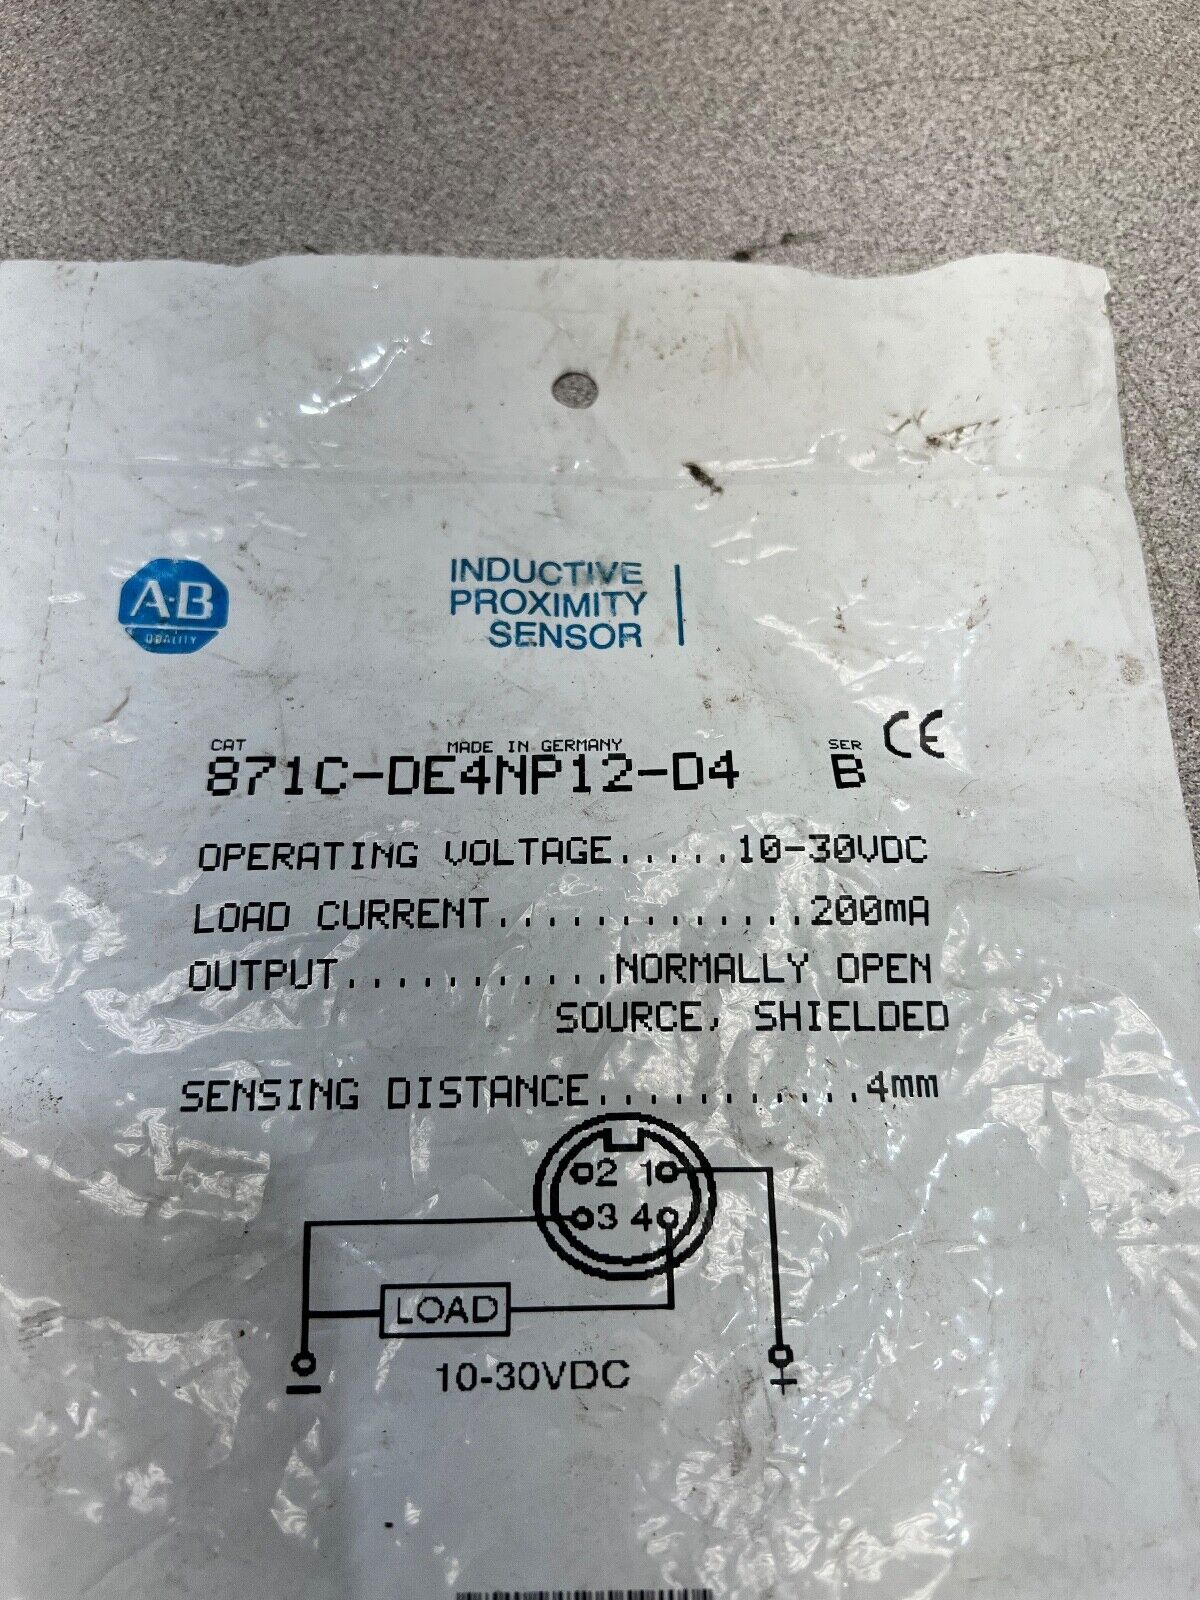 A-B
QUALITY
INDUCTIVE
PROXIMITY
SENSOR
CAT
MADE IN GERMANY
SER
CE
871C-DE4NP12-D4
B
OPERATING VOLTAGE.....10-30VDC
LOAD CURRENT.............200mA
OUTPUT...........NORMALLY OPEN
SOURCE, SHIELDED
SENSING DISTANCE...........4mm
2 1
3 4
LOAD
10-30VDC
− +